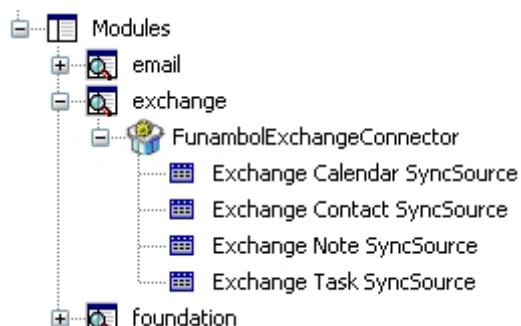 Modules
email
exchange
FunambolExchangeConnector
Exchange Calendar SyncSource
Exchange Contact SyncSource
Exchange Note SyncSource
Exchange Task SyncSource
foundation